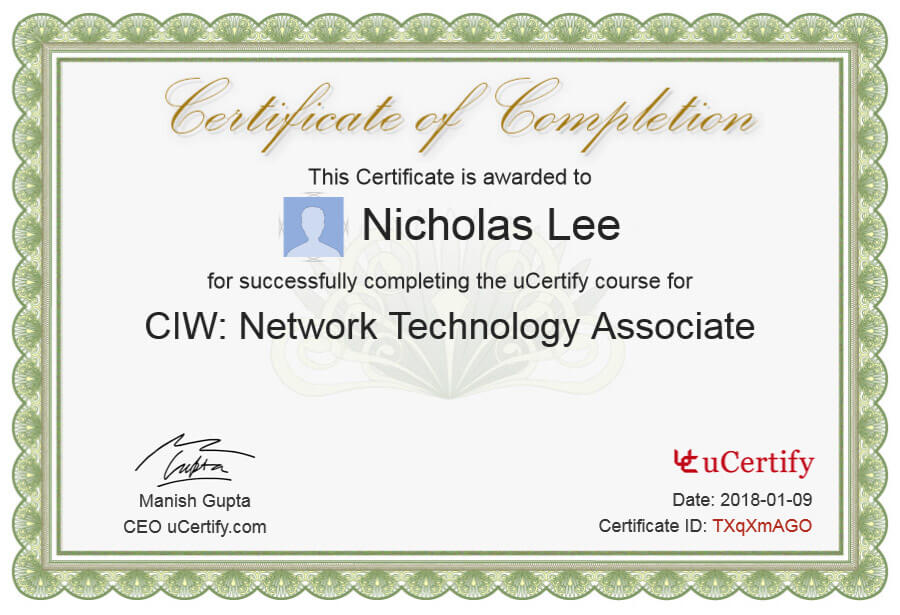 Certificate of Completion
This Certificate is awarded to
Nicholas Lee
for successfully completing the uCertify course for
CIW: Network Technology Associate
Gupta
Manish Gupta
CEO uCertify.com
uCertify
Date: 2018-01-09
Certificate ID: TXqXmAGO